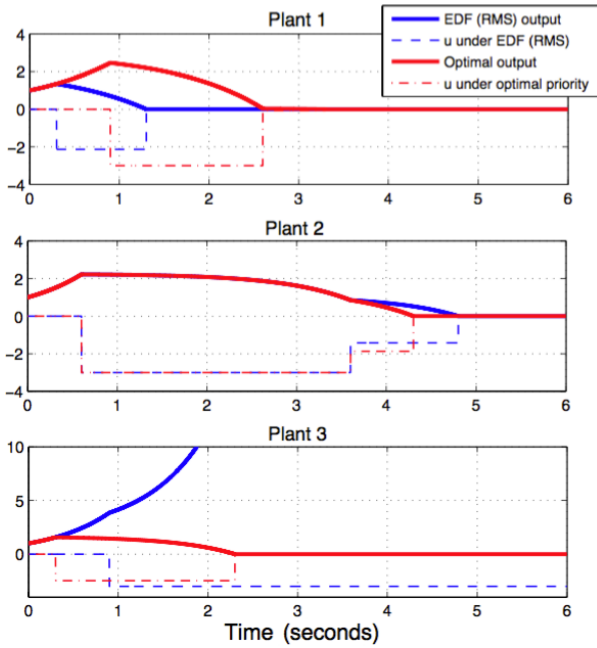 Plant 1
EDF (RMS) output
u under EDF (RMS)
Optimal output
u under optimal priority
4
2
0
−2
−4
0 1 2 3 4 5 6
Plant 2
4
2
0
−2
−4
0 1 2 3 4 5 6
Plant 3
10
5
0
0 1 2 3 4 5 6
Time (seconds)